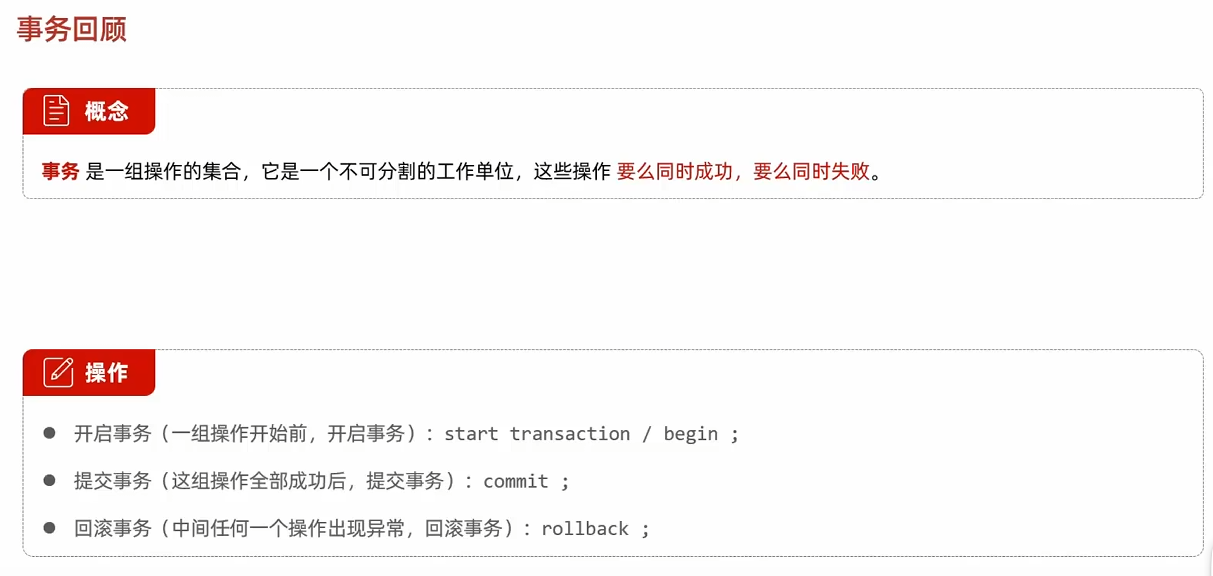 事务回顾
概念
事务 是一组操作的集合，它是一个不可分割的工作单位，这些操作 要么同时成功，要么同时失败。
操作
● 开启事务（一组操作开始前，开启事务）：start transaction / begin ;
● 提交事务（这组操作全部成功后，提交事务）：commit ;
● 回滚事务（中间任何一个操作出现异常，回滚事务）：rollback ;